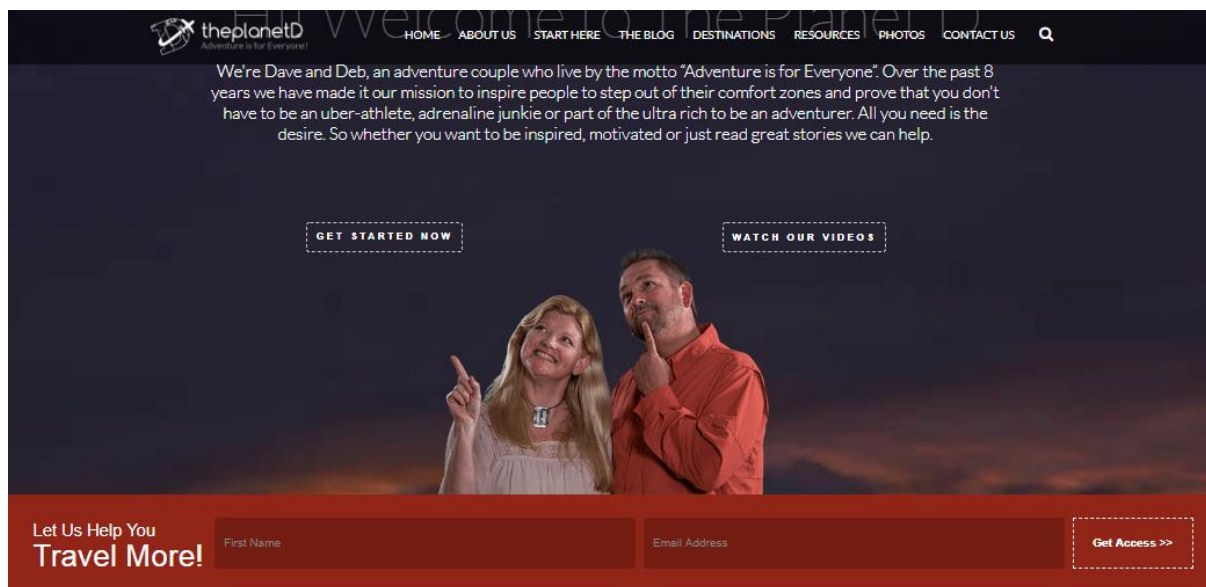 Hi! Welcome To The Planet D
theplanetD
Adventure is for Everyone!
HOME ABOUT US START HERE THE BLOG DESTINATIONS RESOURCES PHOTOS CONTACT US
We're Dave and Deb, an adventure couple who live by the motto “Adventure is for Everyone”. Over the past 8
years we have made it our mission to inspire people to step out of their comfort zones and prove that you don't
have to be an uber-athlete, adrenaline junkie or part of the ultra rich to be an adventurer. All you need is the
desire. So whether you want to be inspired, motivated or just read great stories we can help.
GET STARTED NOW
WATCH OUR VIDEOS
Let Us Help You
Travel More!
First Name
Email Address
Get Access >>